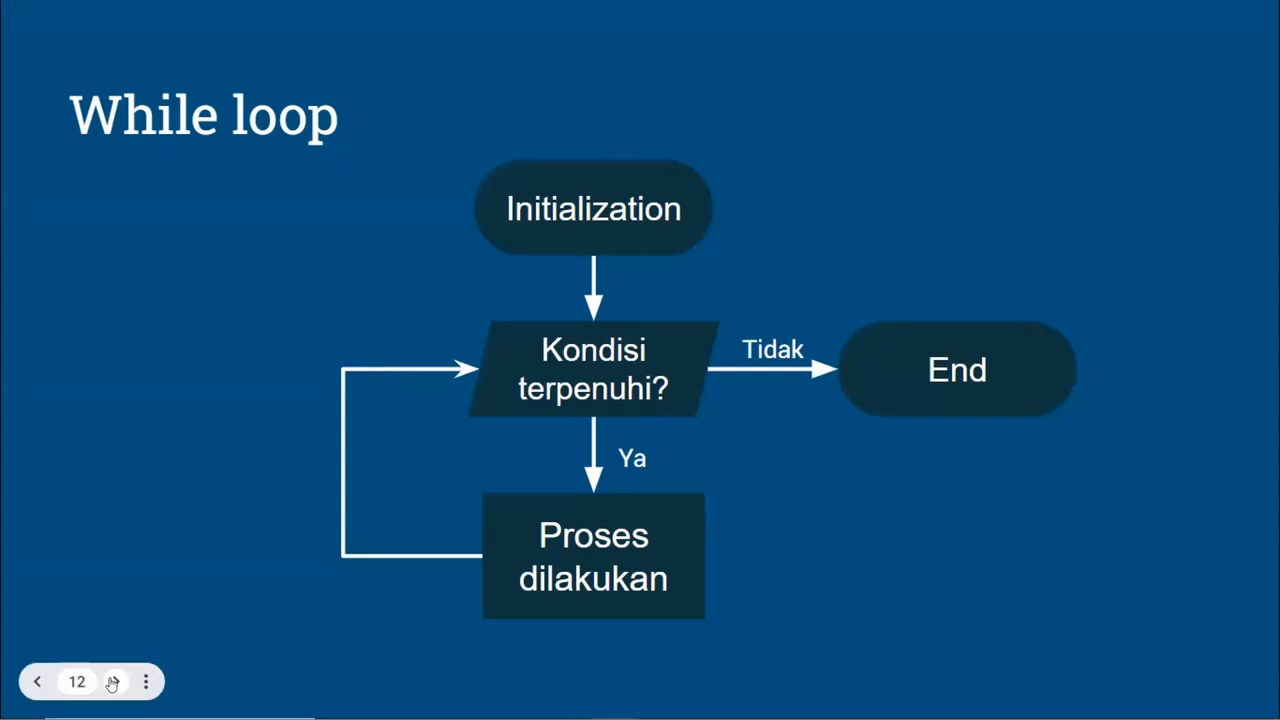 While loop
Initialization
Kondisi
terpenuhi?
Tidak
End
Ya
Proses
dilakukan
12